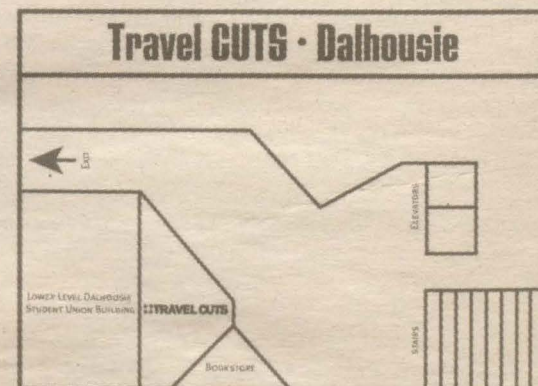 Travel CUTS · Dalhousie
EXIT
ELEVATORS
LOWER LEVEL DALHOUSIE
STUDENT UNION BUILDING
TRAVEL CUTS
STAIRS
BOOKSTORE